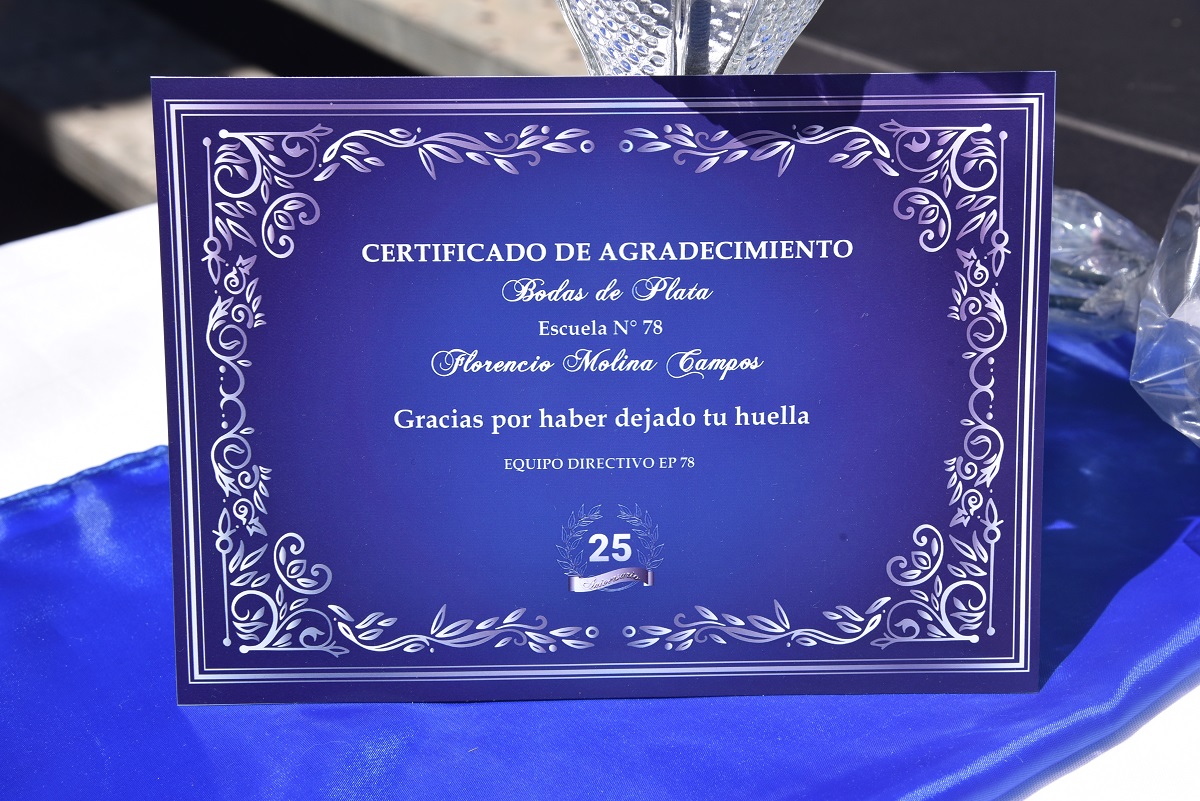 CERTIFICADO DE AGRADECIMIENTO
Bodas de Plata
Escuela N° 78
Florencio Molina Campos
Gracias por haber dejado tu huella
EQUIPO DIRECTIVO EP 78
25
Aniversario